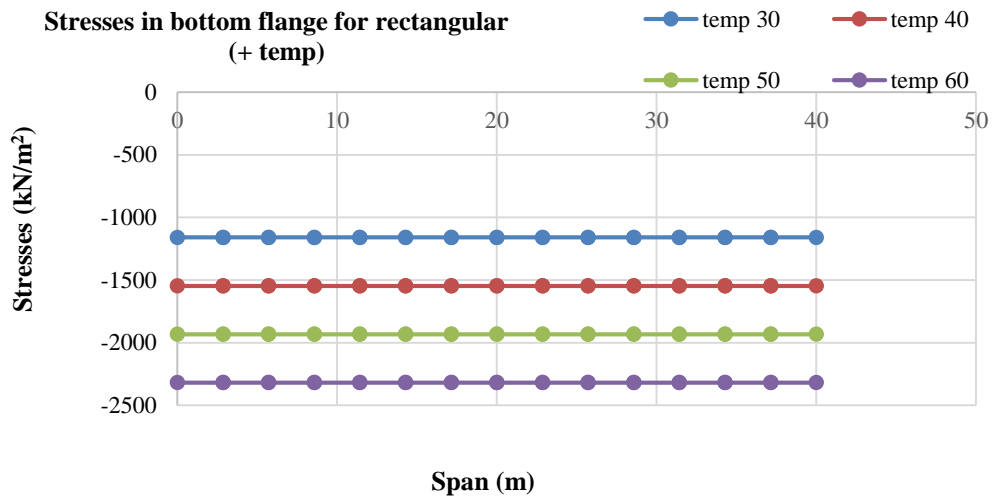 Stresses in bottom flange for rectangular
(+ temp)
temp 30
temp 40
temp 50
temp 60
Stresses (kN/m²)
0
-500
-1000
-1500
-2000
-2500
0 10 20 30 40 50
Span (m)